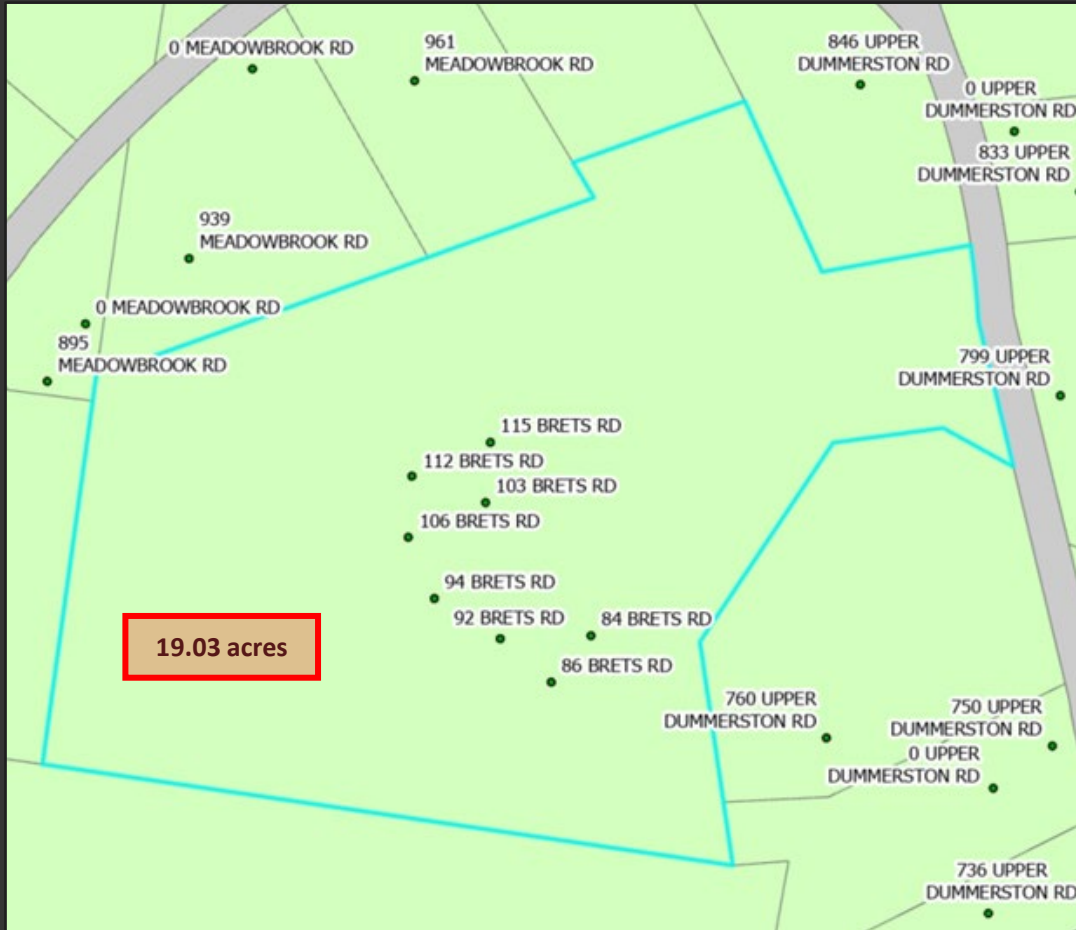 0 MEADOWBROOK RD
961
MEADOWBROOK RD
846 UPPER
DUMMERSTON RD
0 UPPER
DUMMERSTON RD
833 UPPER
DUMMERSTON RD
939
MEADOWBROOK RD
0 MEADOWBROOK RD
895
MEADOWBROOK RD
799 UPPER
DUMMERSTON RD
115 BRETS RD
112 BRETS RD
103 BRETS RD
106 BRETS RD
94 BRETS RD
92 BRETS RD
84 BRETS RD
86 BRETS RD
19.03 acres
760 UPPER
DUMMERSTON RD
750 UPPER
DUMMERSTON RD
0 UPPER
DUMMERSTON RD
736 UPPER
DUMMERSTON RD